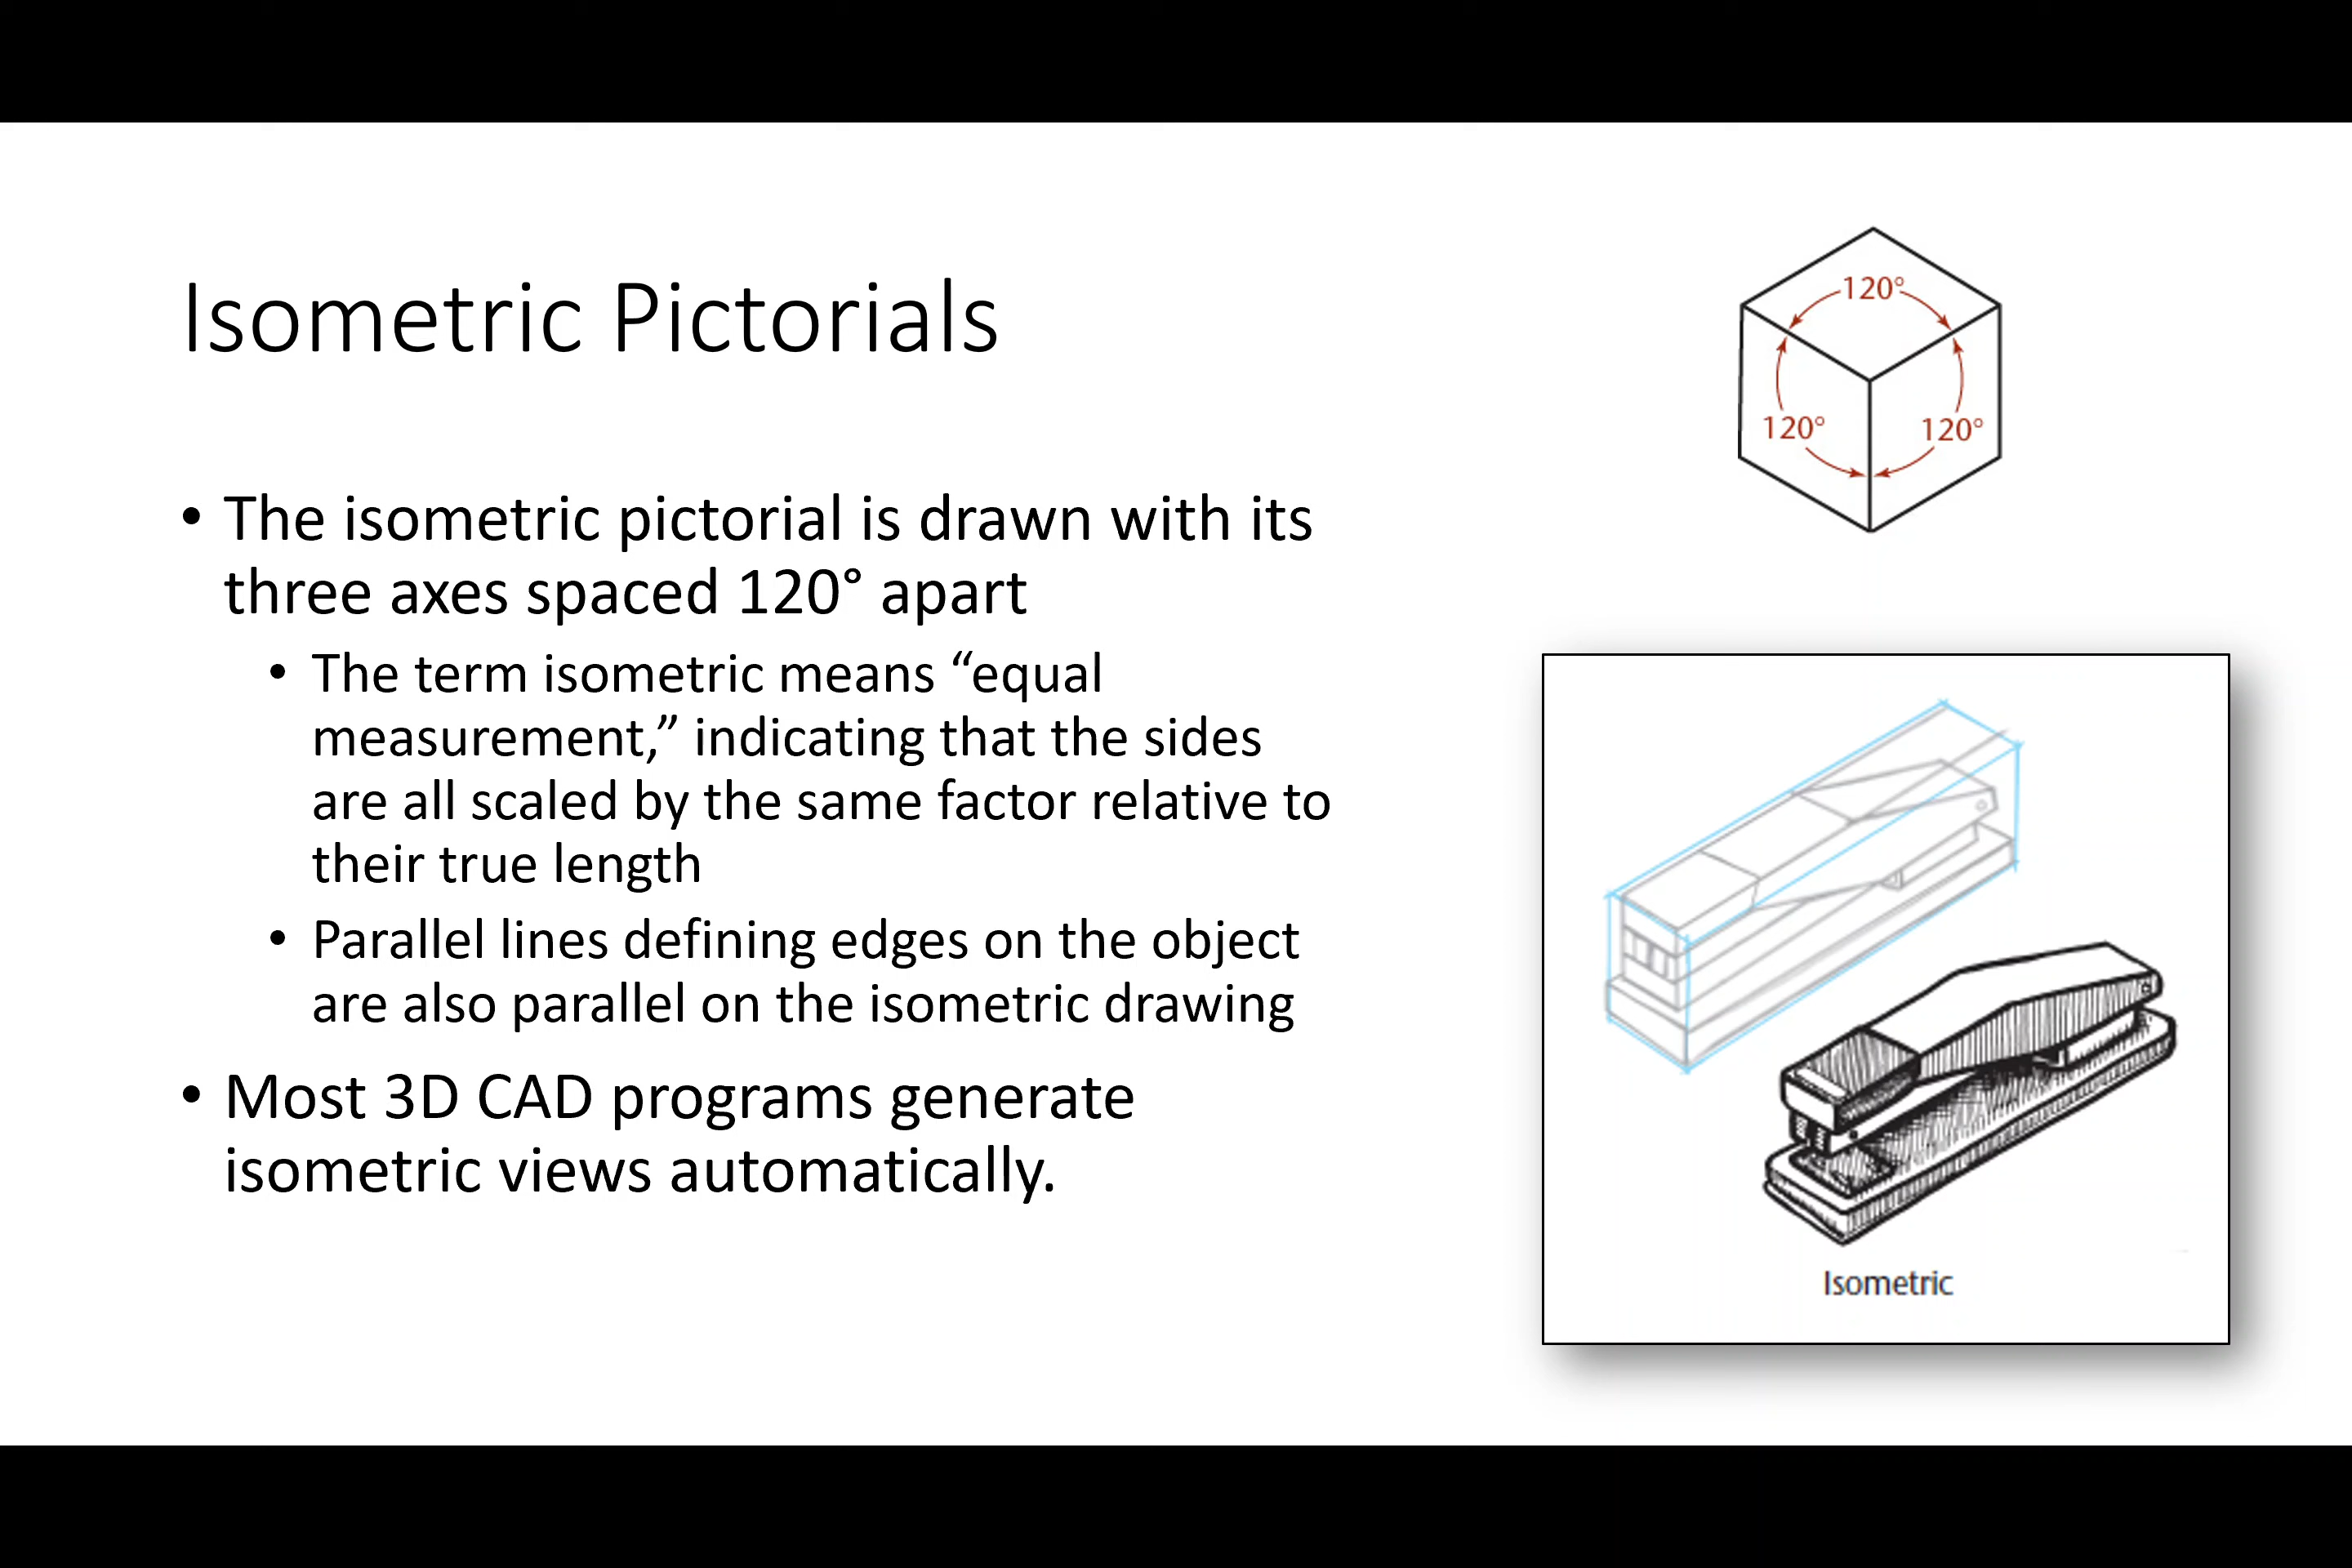 Isometric Pictorials
• The isometric pictorial is drawn with its
three axes spaced 120° apart
• The term isometric means “equal
measurement,” indicating that the sides
are all scaled by the same factor relative to
their true length
• Parallel lines defining edges on the object
are also parallel on the isometric drawing
• Most 3D CAD programs generate
isometric views automatically.
120°
120°
120°
Isometric